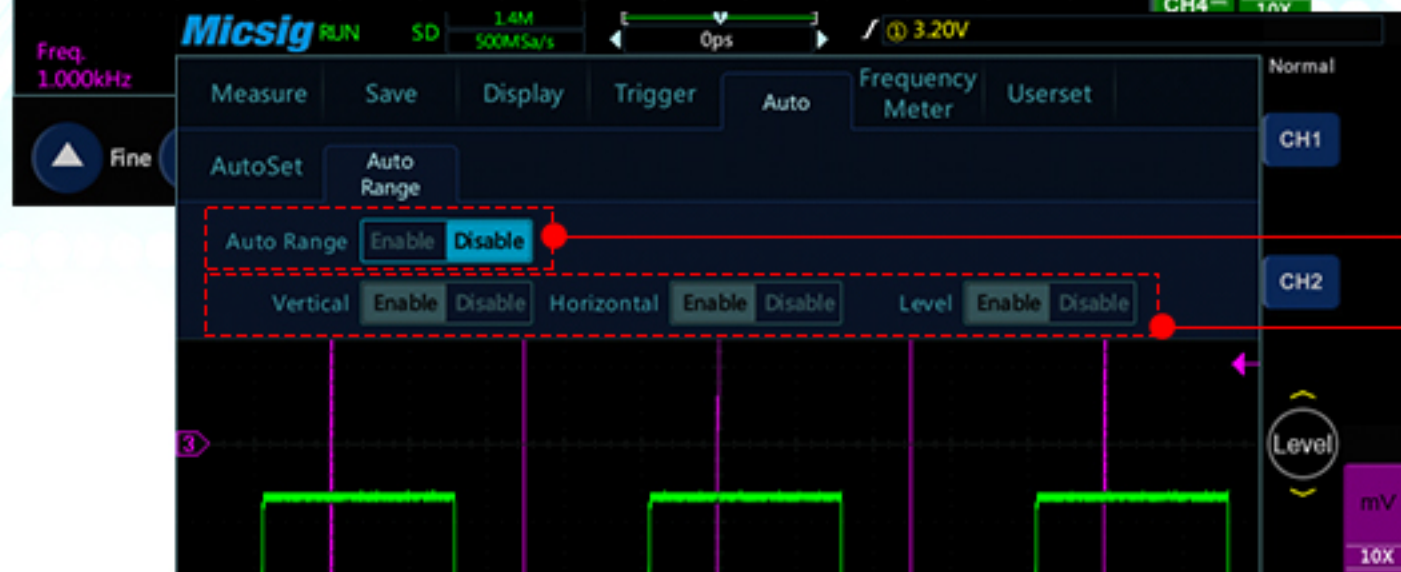 CH4 10X
Micsig RUN SD 1.4M 500MSa/s 0ps ① 3.20V
Freq.
1.000kHz
Normal
Measure Save Display Trigger Auto Frequency Meter Userset
CH1
Fine
AutoSet Auto Range
Auto Range Enable Disable
CH2
Vertical Enable Disable Horizontal Enable Disable Level Enable Disable
3
Level
mV
10X